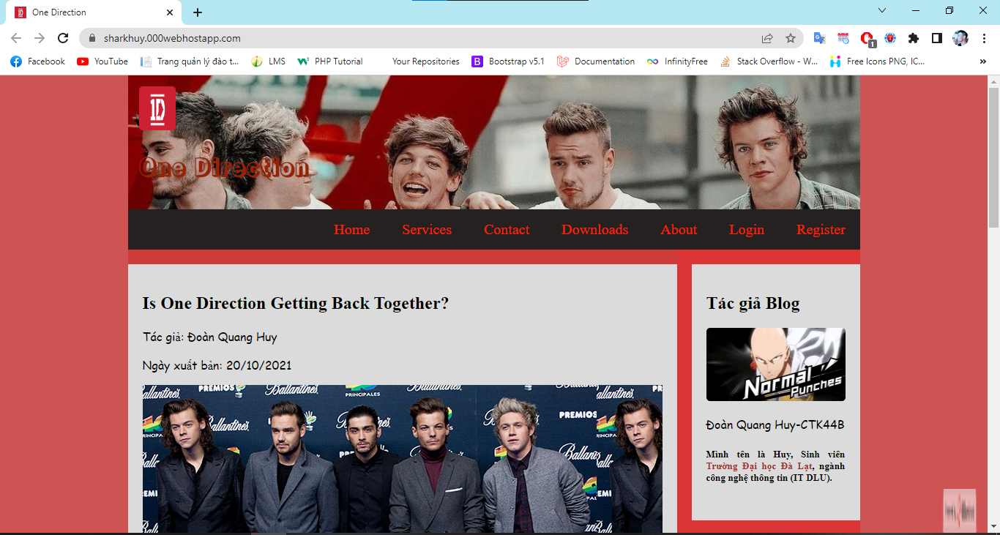 One Direction
sharkhuy.000webhostapp.com
1
Facebook
YouTube
Trang quản lý đào t...
LMS
PHP Tutorial
Your Repositories
Bootstrap v5.1
Documentation
InfinityFree
Stack Overflow - W...
Free Icons PNG, IC...
»
1D
One Direction
Home Services Contact Downloads About Login Register
Is One Direction Getting Back Together?
Tác giả: Đoàn Quang Huy
Ngày xuất bản: 20/10/2021
PREMIOS
Ballantine's
PRINCIPALES
Ballantine's
PREMIOS
Tác giả Blog
Normal
Punches
Đoàn Quang Huy-CTK44B
Mình tên là Huy, Sinh viên
Trường Đại học Đà Lạt, ngành
công nghệ thông tin (IT DLU).